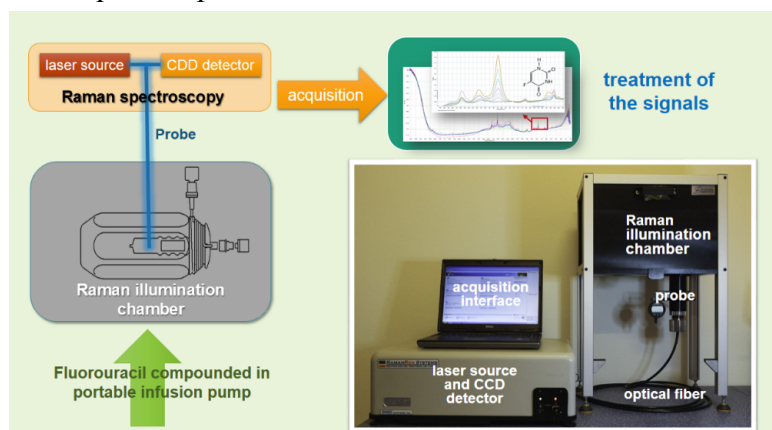 laser source
CDD detector
Raman spectroscopy
acquisition
treatment of
the signals
Probe
Raman illumination
chamber
Fluorouracil compounded in
portable infusion pump
H
N
O
NH
F
O
Raman
illumination
chamber
acquisition
interface
probe
laser source
and CCD
detector
optical fiber